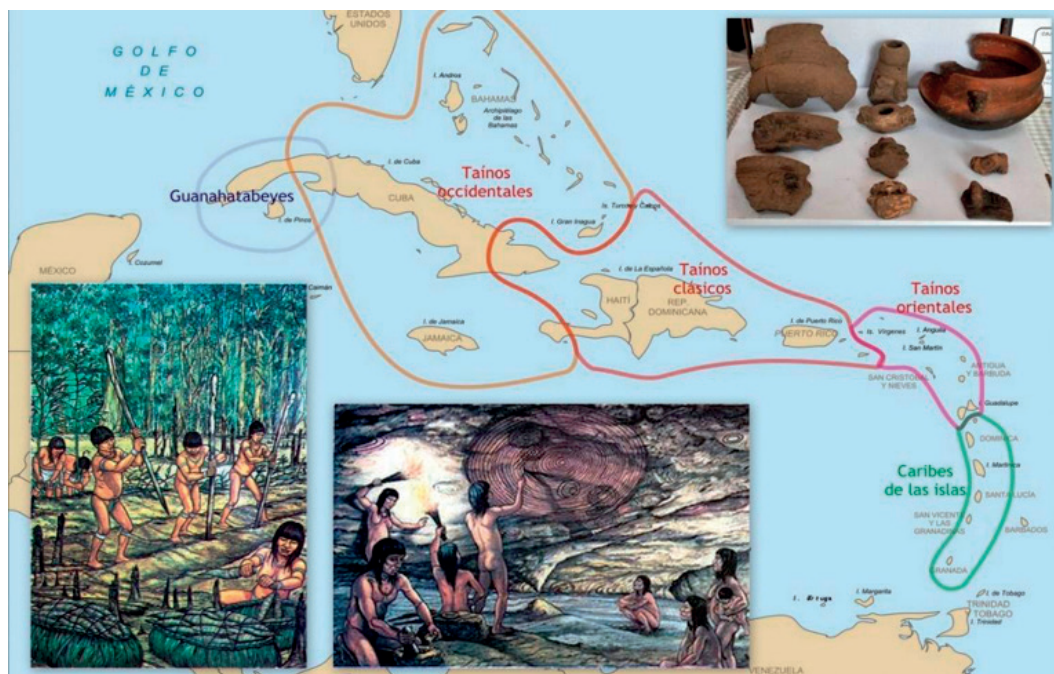 ESTADOS
UNIDOS
GOLFO
DE
MÉXICO
I. Andros
BAHAMAS
Archipiélago
de las
Bahamas
Guanahatabeyes
I. de Cuba
CUBA
I. de Pinos
Taínos
occidentales
I. Gran Inagua
MÉXICO
I. Cozumel
Caimán
I. de Jamaica
JAMAICA
I. de La Española
HAITÍ
REP.
DOMINICANA
Taínos
clásicos
I. de Puerto Rico
PUERTO RICO
Taínos
orientales
Is. Vírgenes
I. Anguila
I. San Martín
SAN CRISTÓBAL
Y NIEVES
ANTIGUA
Y BARBUDA
I. Guadalupe
DOMINICA
I. Martinica
Caribes
de las islas
SANTA LUCÍA
SAN VICENTE
Y LAS
GRANADINAS
BARBADOS
GRANADA
I. Margarita
I. de Tobago
TRINIDAD
Y TOBAGO
I. Trinidad
VENEZUELA